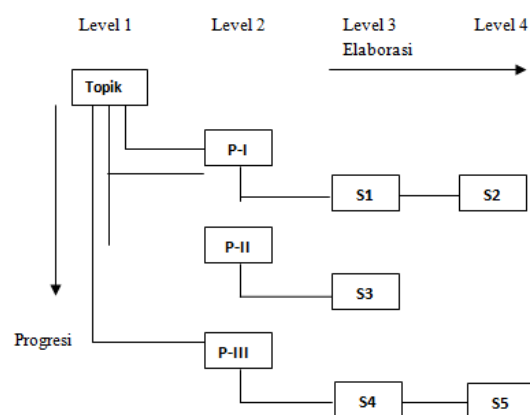 Level 1 Level 2 Level 3 Level 4
Elaborasi
Topik
P-I
S1 S2
P-II
S3
Progresi
P-III
S4 S5